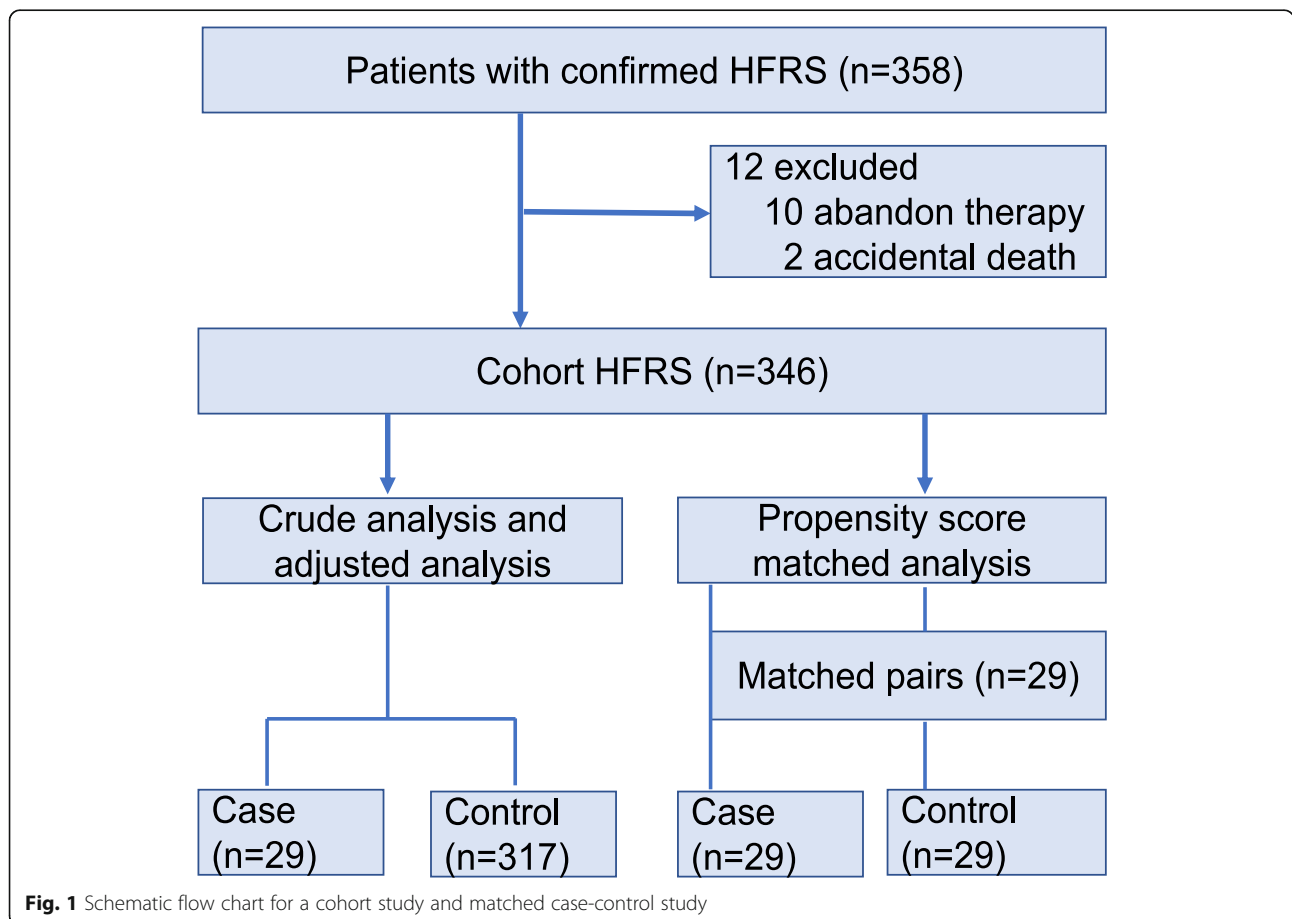 Patients with confirmed HFRS (n=358)
12 excluded
10 abandon therapy
2 accidental death
Cohort HFRS (n=346)
Crude analysis and
adjusted analysis
Propensity score
matched analysis
Matched pairs (n=29)
Case
(n=29)
Control
(n=317)
Case
(n=29)
Control
(n=29)
Fig. 1 Schematic flow chart for a cohort study and matched case-control study